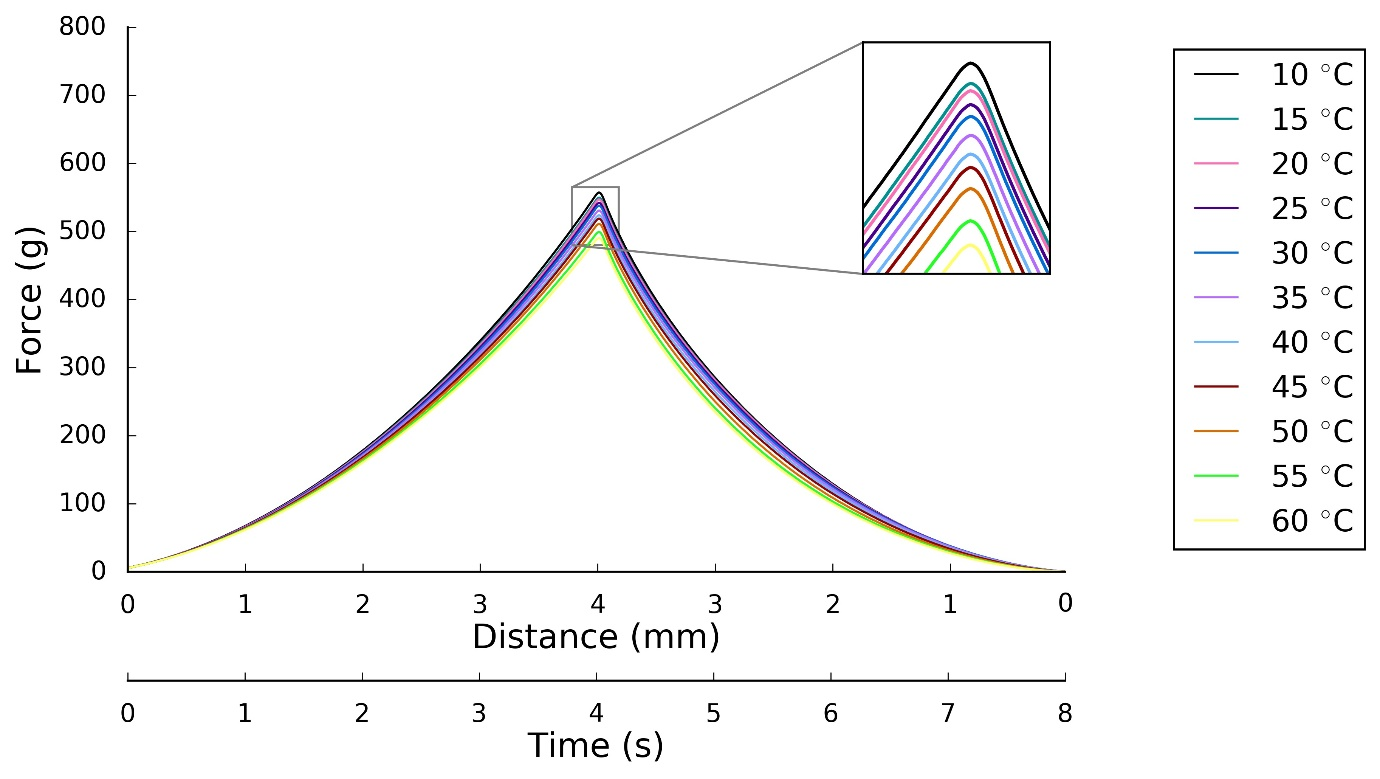 800
700
600
500
400
300
200
100
0
Force (g)
0 1 2 3 4 3 2 1 0
Distance (mm)
0 1 2 3 4 5 6 7 8
Time (s)
10 °C
15 °C
20 °C
25 °C
30 °C
35 °C
40 °C
45 °C
50 °C
55 °C
60 °C